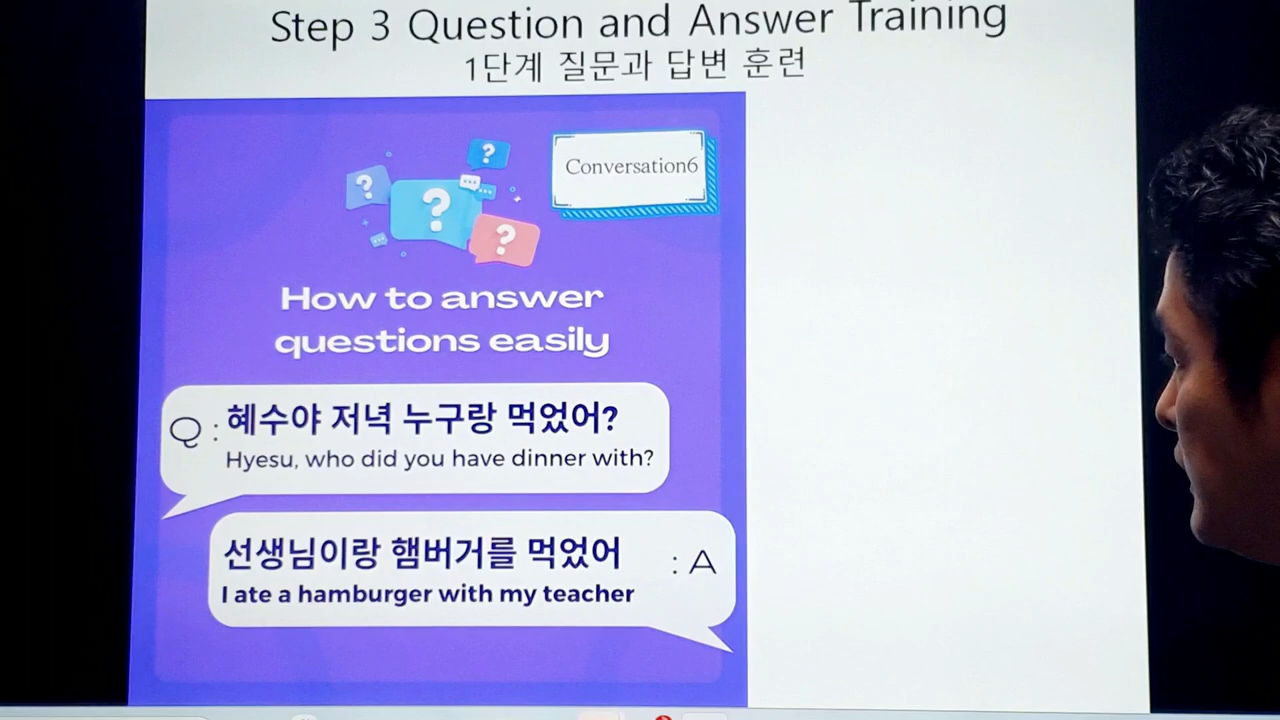 Step 3 Question and Answer Training
1단계 질문과 답변 훈련
Conversation6
How to answer
questions easily
Q : 혜수야 저녁 누구랑 먹었어?
Hyesu, who did you have dinner with?
선생님이랑 햄버거를 먹었어 : A
I ate a hamburger with my teacher